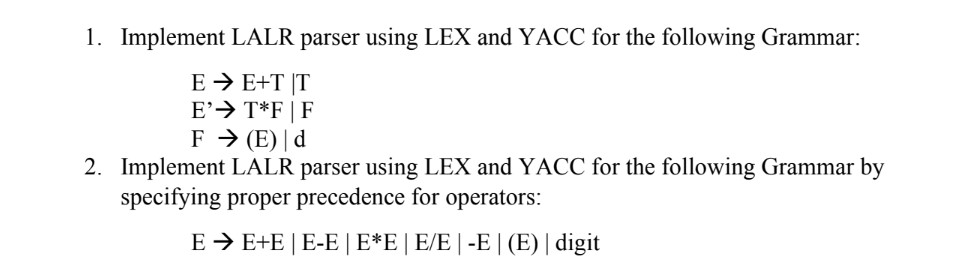 1. Implement LALR parser using LEX and YACC for the following Grammar:
E → E+T |T
E’→ T*F | F
F → (E) | d
2. Implement LALR parser using LEX and YACC for the following Grammar by
specifying proper precedence for operators:
E → E+E | E-E | E*E | E/E | -E | (E) | digit